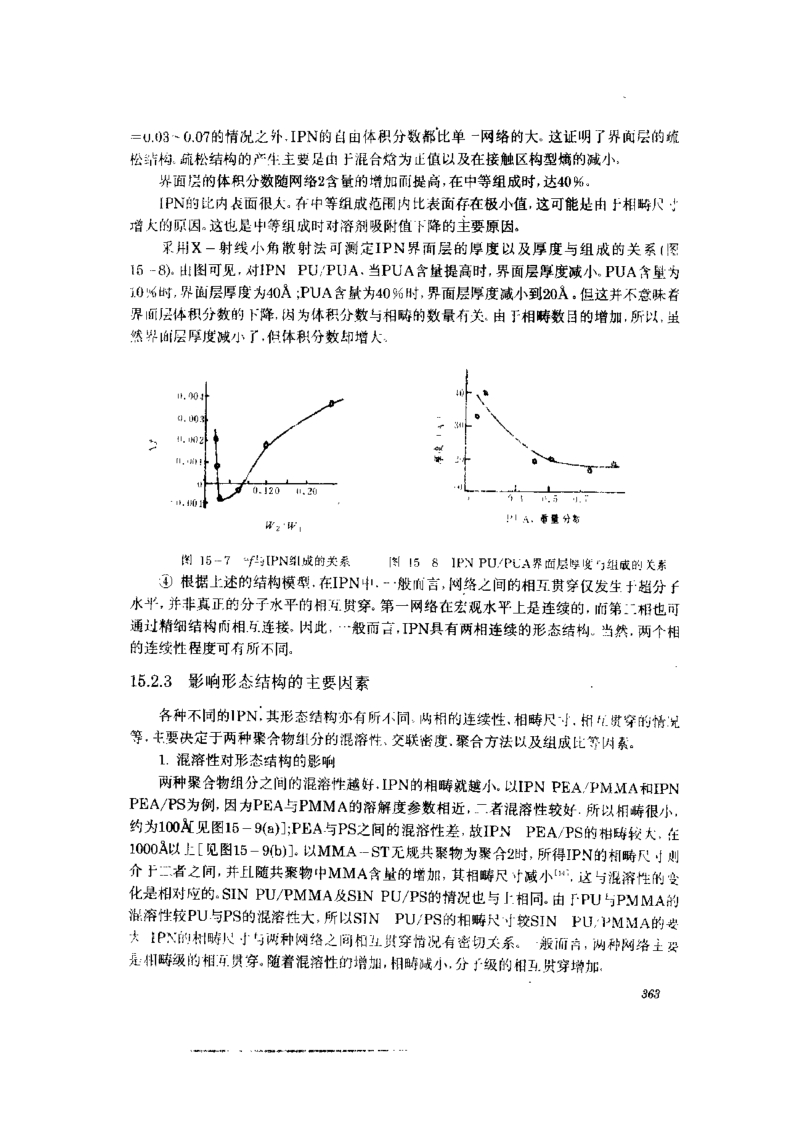 =0.03~0.07的情况之外.IPN的自由体积分数都比单一网络的大。这证明了界面层的疏
松结构.疏松结构的产生主要是由于混合焓为正值以及在接触区构型熵的减小.
界面层的体积分数随网络2含量的增加而提高,在中等组成时,达40%。
IPN的比内表面很大。在中等组成范围内比表面存在极小值,这可能是由于相畴尺寸
增大的原因。这也是中等组成时对溶剂吸附值下降的主要原因。
采用X-射线小角散射法可测定IPN界面层的厚度以及厚度与组成的关系(图
15-8)。由图可见,对IPN PU/PUA、当PUA含量提高时,界面层厚度减小。PUA含量为
10%时,界面层厚度为40Å;PUA含量为40%时,界面层厚度减小到20Å。但这并不意味着
界面层体积分数的下降,因为体积分数与相畴的数量有关.由于相畴数目的增加,所以,虽
然界面层厚度减小了,但体积分数却增大。
0.004
0.003
0.002
0.001
0
-0.001
0.120 0.20
W₂/W₁
40
30
厚度
0.5
PUA、重量分数
图 15-7 与IPN组成的关系
图 15 8 IPN PU/PUA界面层厚度与组成的关系
④ 根据上述的结构模型,在IPN中,一般而言,网络之间的相互贯穿仅发生于超分子
水平,并非真正的分子水平的相互贯穿。第一网络在宏观水平上是连续的,而第二相也可
通过精细结构而相互连接.因此,一般而言,IPN具有两相连续的形态结构。当然,两个相
的连续性程度可有所不同。
15.2.3 影响形态结构的主要因素
各种不同的IPN,其形态结构亦有所不同.两相的连续性、相畴尺寸,相互贯穿的情况
等,主要决定于两种聚合物组分的混溶性、交联密度,聚合方法以及组成比等因素。
1. 混溶性对形态结构的影响
两种聚合物组分之间的混溶性越好,IPN的相畴就越小。以IPN PEA/PMMA和IPN
PEA/PS为例,因为PEA与PMMA的溶解度参数相近,二者混溶性较好.所以相畴很小,
约为100Å[见图15-9(a)];PEA与PS之间的混溶性差,故IPN PEA/PS的相畴较大,在
1000Å以上[见图15-9(b)]。以MMA-ST无规共聚物为聚合2时,所得IPN的相畴尺寸则
介于二者之间,并且随共聚物中MMA含量的增加,其相畴尺寸减小,这与混溶性的变
化是相对应的。SIN PU/PMMA及SIN PU/PS的情况也与上相同。由于PU与PMMA的
混溶性较PU与PS的混溶性大,所以SIN PU/PS的相畴尺寸较SIN PU/PMMA的要
大 IPN的相畴尺寸与两种网络之间相互贯穿情况有密切关系。一般而言,两种网络主要
是相畴级的相互贯穿。随着混溶性的增加,相畴减小,分子级的相互贯穿增加.
363